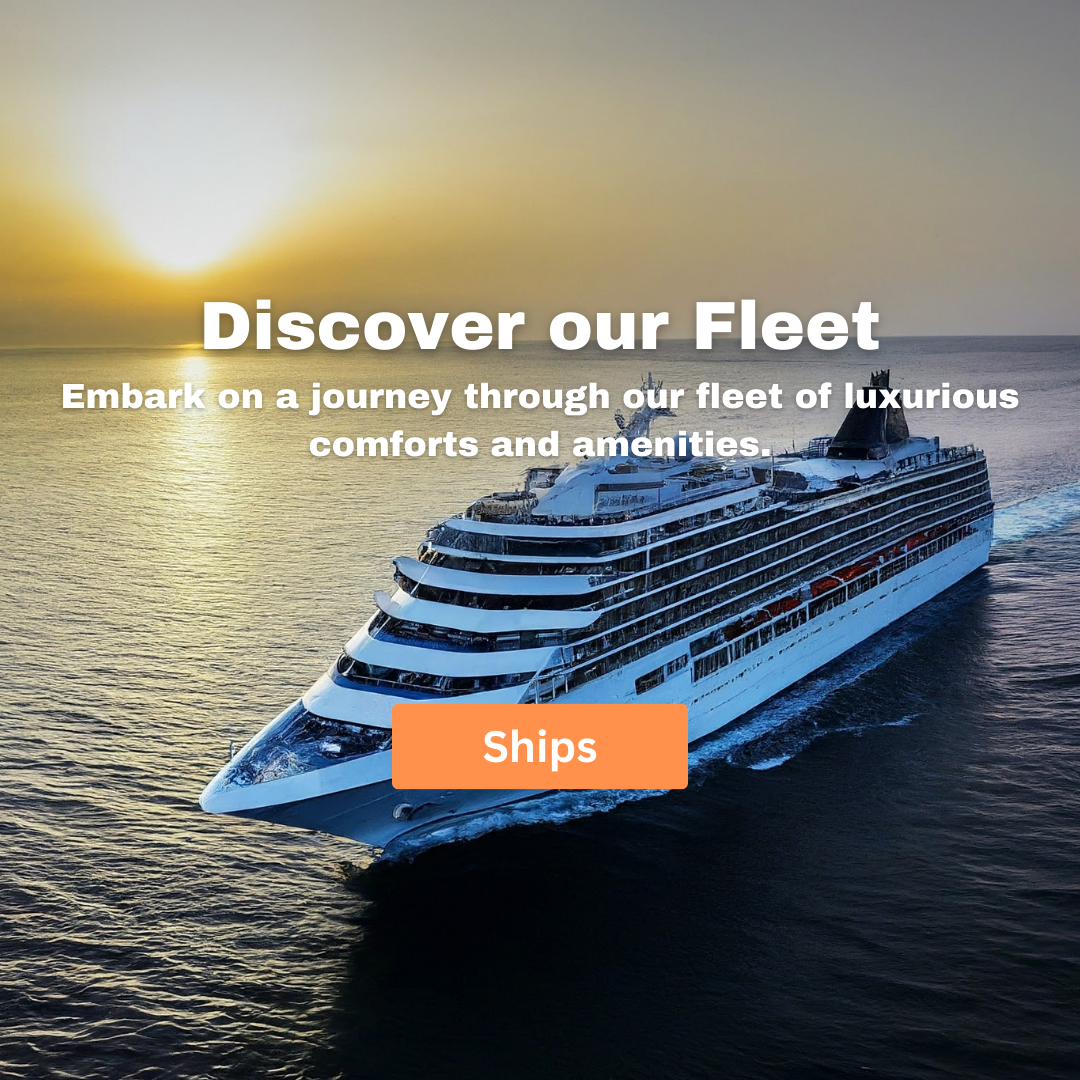 Discover our Fleet
Embark on a journey through our fleet of luxurious
comforts and amenities.
Ships